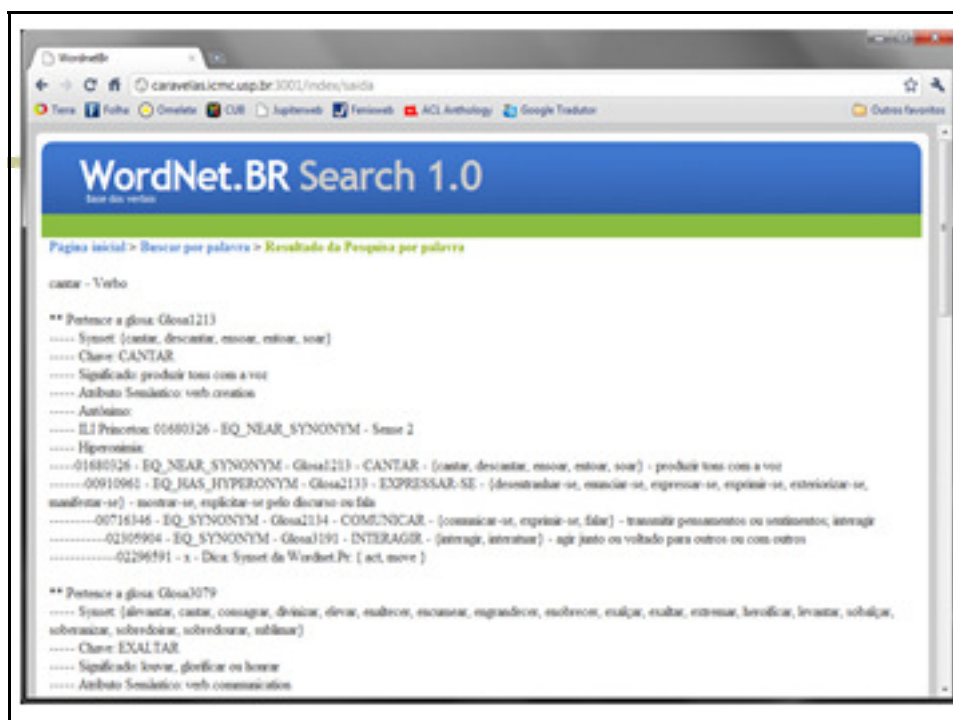 WordnetBr
caravelas.icmc.usp.br:3001/index/saida
Terra Folha Omelete CUB Jupiterweb Fenixweb ACL Anthology Google Tradutor Outros favoritos
WordNet.BR Search 1.0
Base dos verbos
Página inicial > Buscar por palavra > Resultado da Pesquisa por palavra
cantar - Verbo
** Pertence a glosa: Glosa1213
----- Synset: {cantar, descantar, ensoar, entoar, soar}
----- Chave: CANTAR
----- Significado: produzir tons com a voz
----- Atributo Semântico: verb.creation
----- Antônimo:
----- ILI Princeton: 01680326 - EQ_NEAR_SYNONYM - Sense 2
----- Hiperonímia:
-----01680326 - EQ_NEAR_SYNONYM - Glosa1213 - CANTAR - {cantar, descantar, ensoar, entoar, soar} - produzir tons com a voz
-------00910961 - EQ_HAS_HYPERONYM - Glosa2133 - EXPRESSAR-SE - {desentranhar-se, enunciar-se, expressar-se, exprimir-se, exteriorizar-se,
manifestar-se} - mostrar-se, explicitar-se pelo discurso ou fala
---------00716346 - EQ_SYNONYM - Glosa2134 - COMUNICAR - {comunicar-se, exprimir-se, falar} - transmitir pensamentos ou sentimentos; interagir
-----------02305904 - EQ_SYNONYM - Glosa3191 - INTERAGIR - {interagir, interatuar} - agir junto ou voltado para outros ou com outros
-------------02296591 - x - Dica: Synset da Wordnet.Pr: { act, move }
** Pertence a glosa: Glosa3079
----- Synset: {alevantar, cantar, consagrar, divinizar, elevar, enaltecer, encumear, engrandecer, enobrecer, exalçar, exaltar, extremar, heroificar, levantar, sobalçar,
soberanizar, sobredoirar, sobredourar, sublimar}
----- Chave: EXALTAR
----- Significado: louvar, glorificar ou honrar
----- Atributo Semântico: verb.communication